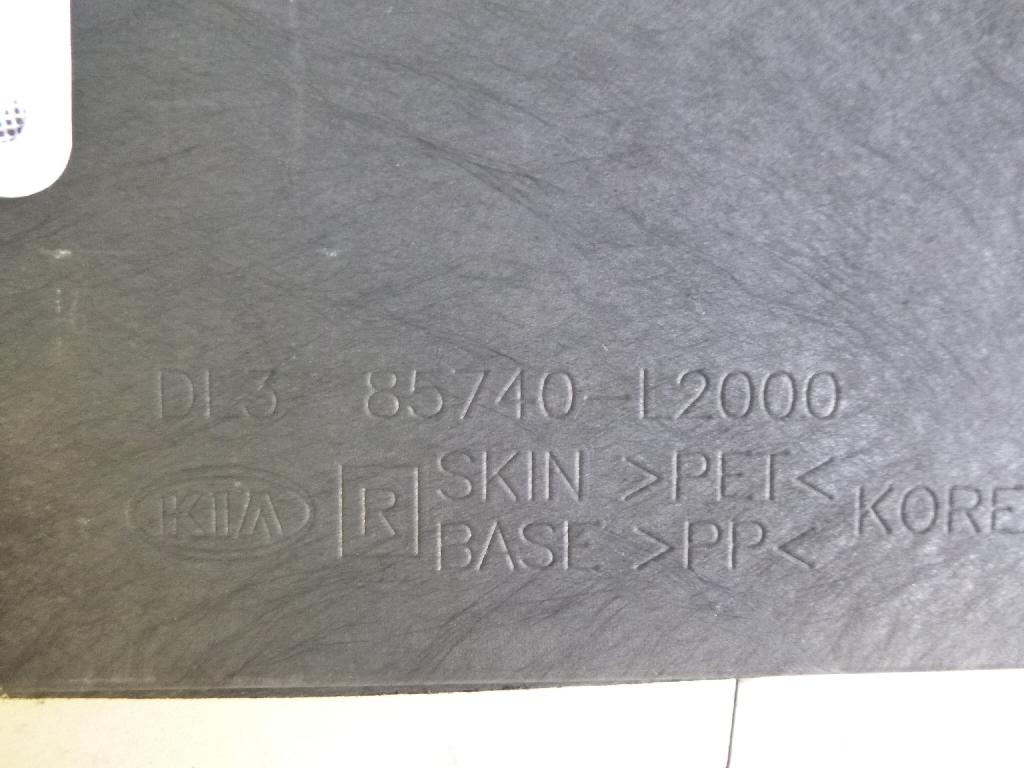 DL3 85740-L2000
KIA R SKIN >PET<
BASE >PP< KORE